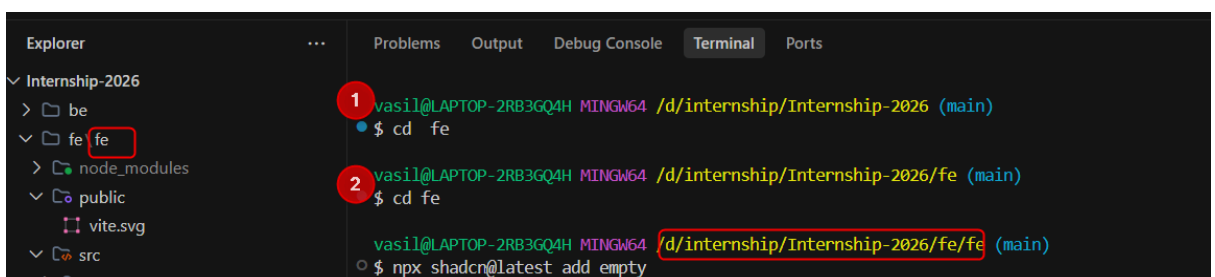 Explorer
...
Problems Output Debug Console Terminal Ports
Internship-2026
be
fe\fe
node_modules
public
vite.svg
src
1
vasil@LAPTOP-2RB3GQ4H MINGW64 /d/internship/Internship-2026 (main)
$ cd  fe
2
vasil@LAPTOP-2RB3GQ4H MINGW64 /d/internship/Internship-2026/fe (main)
$ cd fe
vasil@LAPTOP-2RB3GQ4H MINGW64 /d/internship/Internship-2026/fe/fe (main)
$ npx shadcn@latest add empty